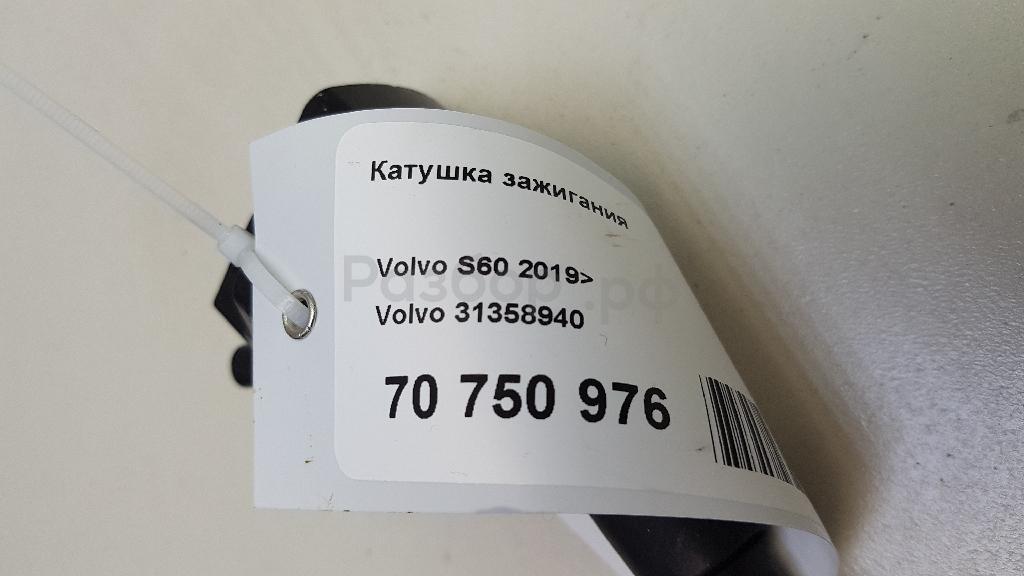 Катушка зажигания
Volvo S60 2019>
Разбор.рф
Volvo 31358940
70 750 976